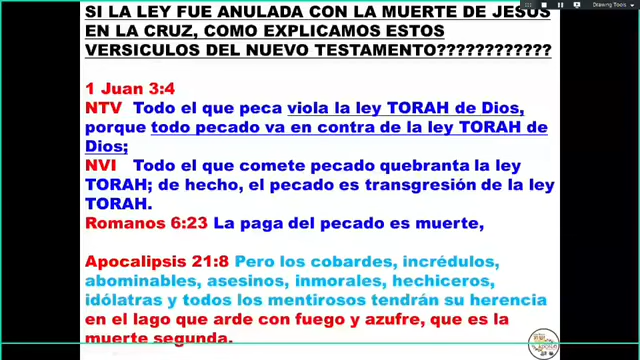 Drawing Tools
SI LA LEY FUE ANULADA CON LA MUERTE DE JESUS
EN LA CRUZ, COMO EXPLICAMOS ESTOS
VERSICULOS DEL NUEVO TESTAMENTO????????????
1 Juan 3:4
NTV Todo el que peca viola la ley TORAH de Dios,
porque todo pecado va en contra de la ley TORAH de
Dios;
NVI Todo el que comete pecado quebranta la ley
TORAH; de hecho, el pecado es transgresión de la ley
TORAH.
Romanos 6:23 La paga del pecado es muerte,
Apocalipsis 21:8 Pero los cobardes, incrédulos,
abominables, asesinos, inmorales, hechiceros,
idólatras y todos los mentirosos tendrán su herencia
en el lago que arde con fuego y azufre, que es la
muerte segunda.